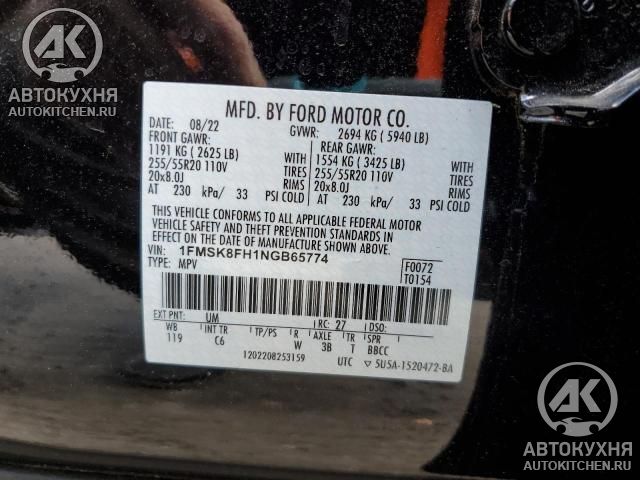 АК
АВТОКУХНЯ
AVTOKUHNYA.RU
MFD. BY FORD MOTOR CO.
DATE: 08/22 GVWR: 2694 KG ( 5940 LB)
FRONT GAWR: REAR GAWR:
1191 KG ( 2625 LB) WITH 1554 KG ( 3425 LB) WITH
255/55R20 110V TIRES 255/55R20 110V TIRES
20x8.0J RIMS 20x8.0J RIMS
AT 230 kPa/ 33 PSI COLD AT 230 kPa/ 33 PSI COLD
THIS VEHICLE CONFORMS TO ALL APPLICABLE FEDERAL MOTOR
VEHICLE SAFETY AND THEFT PREVENTION STANDARDS IN
EFFECT ON THE DATE OF MANUFACTURE SHOWN ABOVE.
VIN: 1FMSK8FH1NGB65774
TYPE: MPV
F0072
T0154
EXT PNT: UM RC: 27 DSO:
WB INT TR TP/PS R AXLE TR SPR
119 C6 W 3B T BBCC
1202208253159 UTC ▽ 5U5A-1520472-BA
АК
АВТОКУХНЯ
AVTOKUHNYA.RU